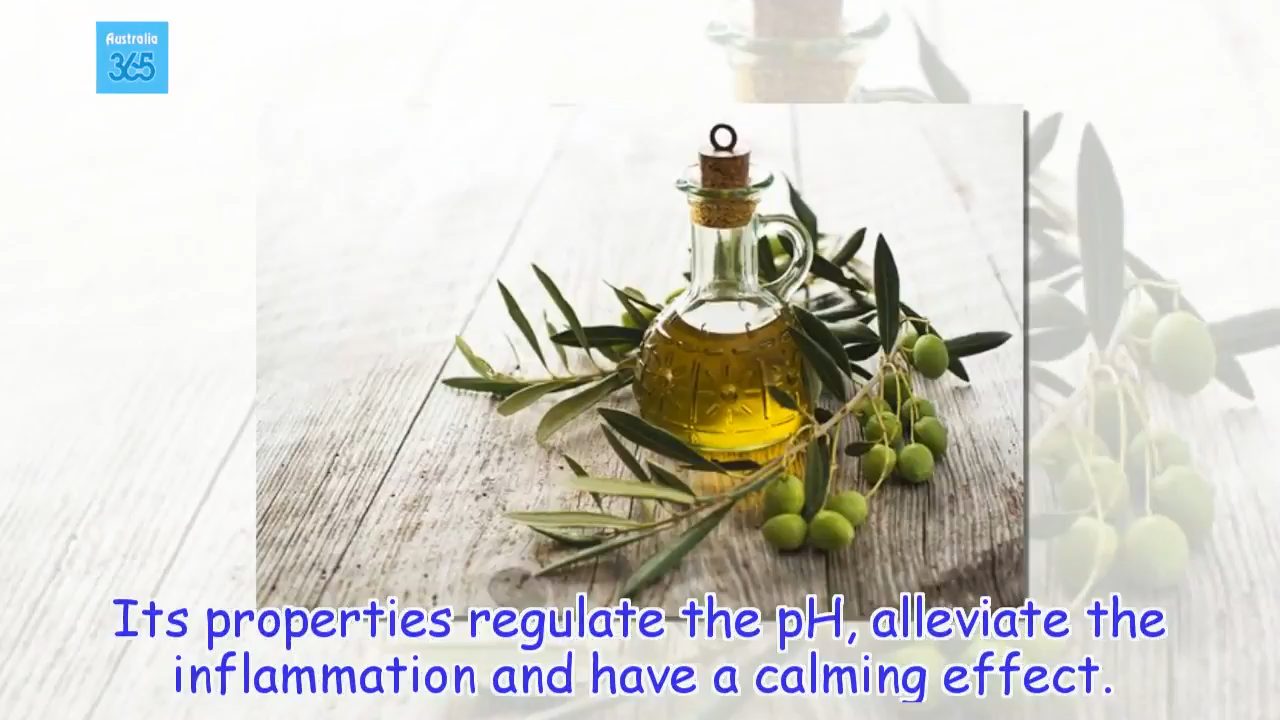 Australia
365
Its properties regulate the pH, alleviate the
inflammation and have a calming effect.